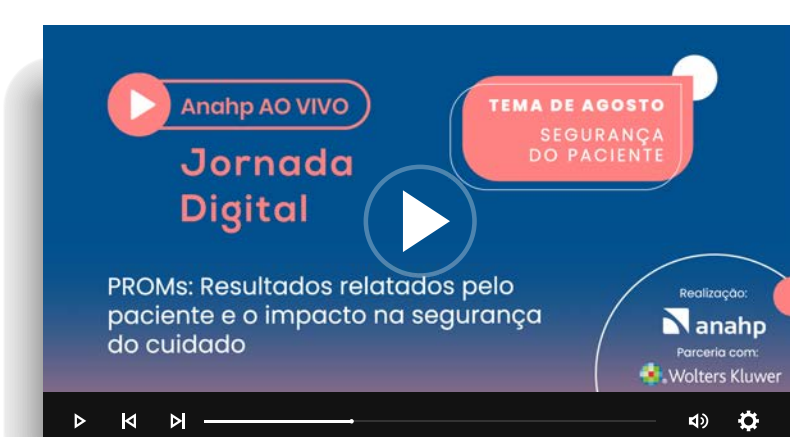 Anahp AO VIVO
Jornada
Digital
TEMA DE AGOSTO
SEGURANÇA
DO PACIENTE
PROMs: Resultados relatados pelo
paciente e o impacto na segurança
do cuidado
Realização:
anahp
Parceria com:
Wolters Kluwer